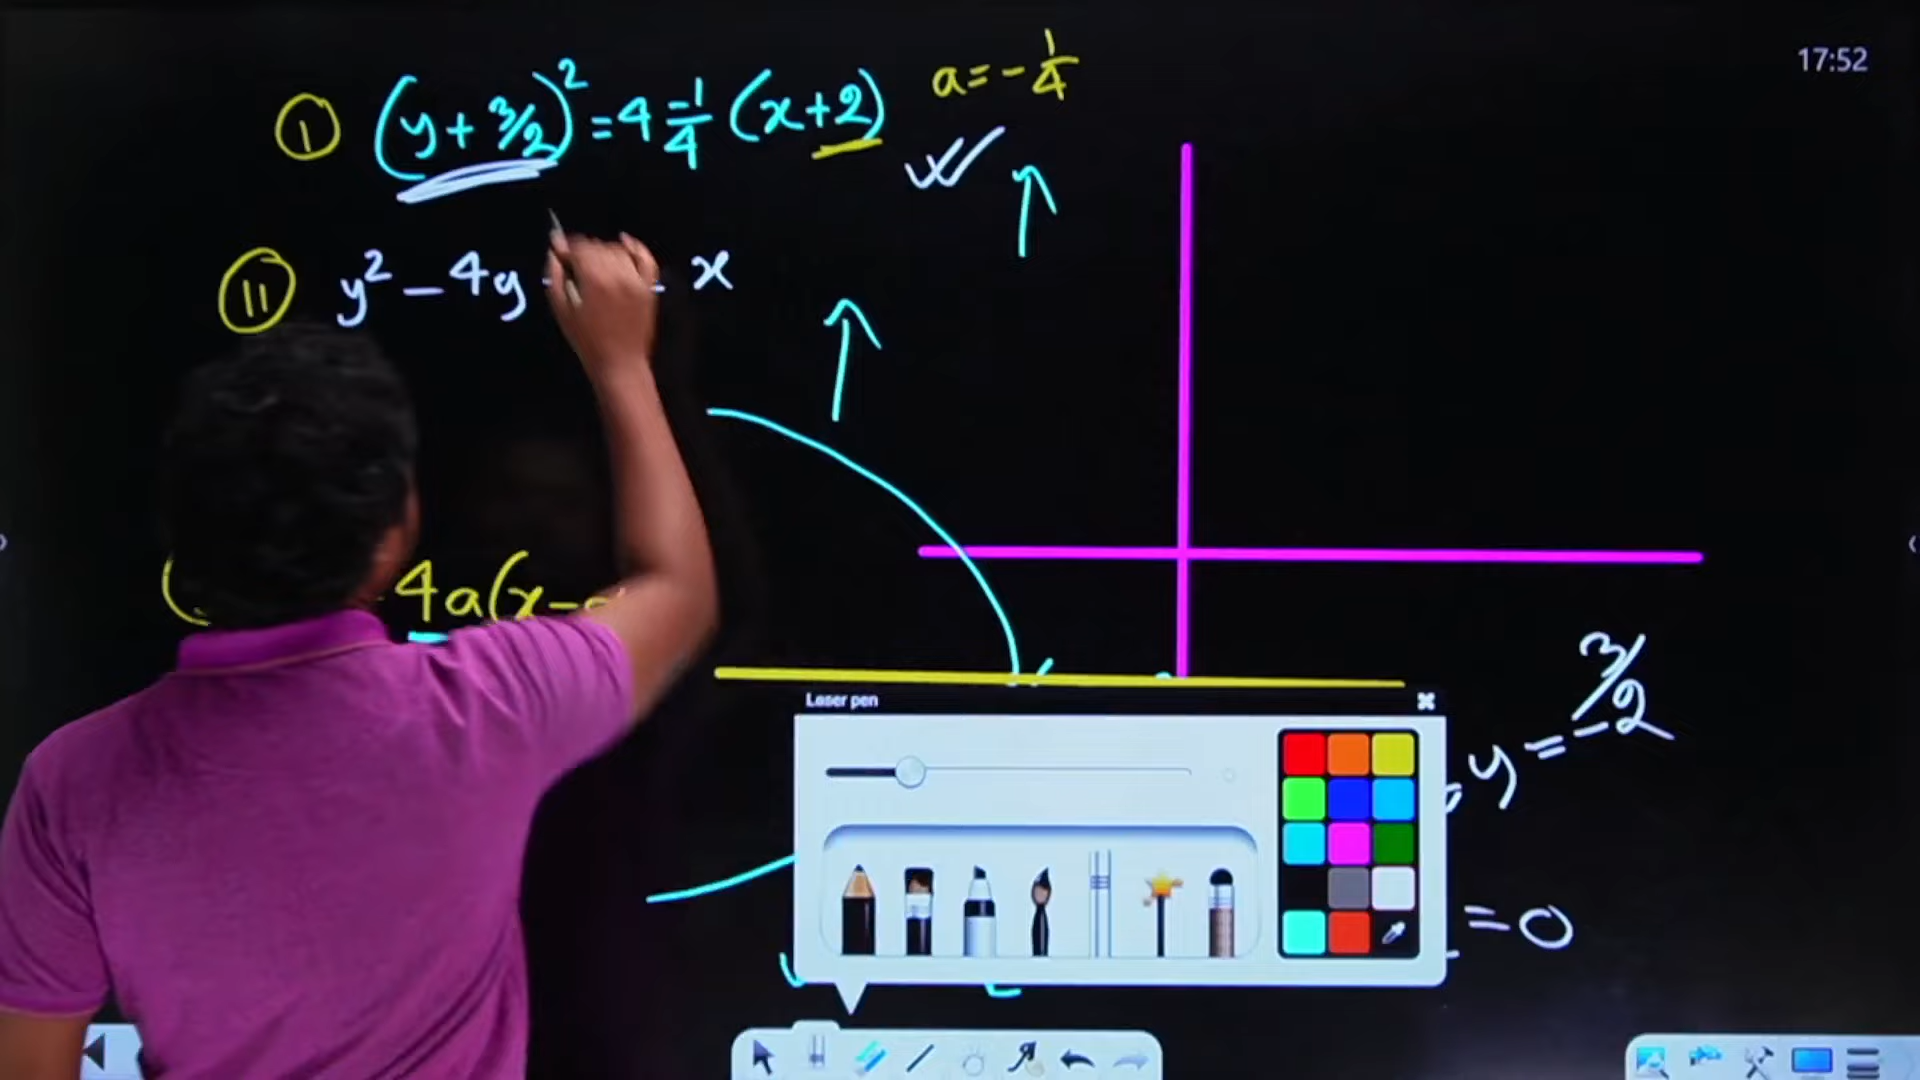 17:52
① (y + 3/2)² = 4 -1/4 (x + 2) a = - 1/4
⑪ y² - 4y x
4a(x -
3/2
y = -
= 0
Laser pen